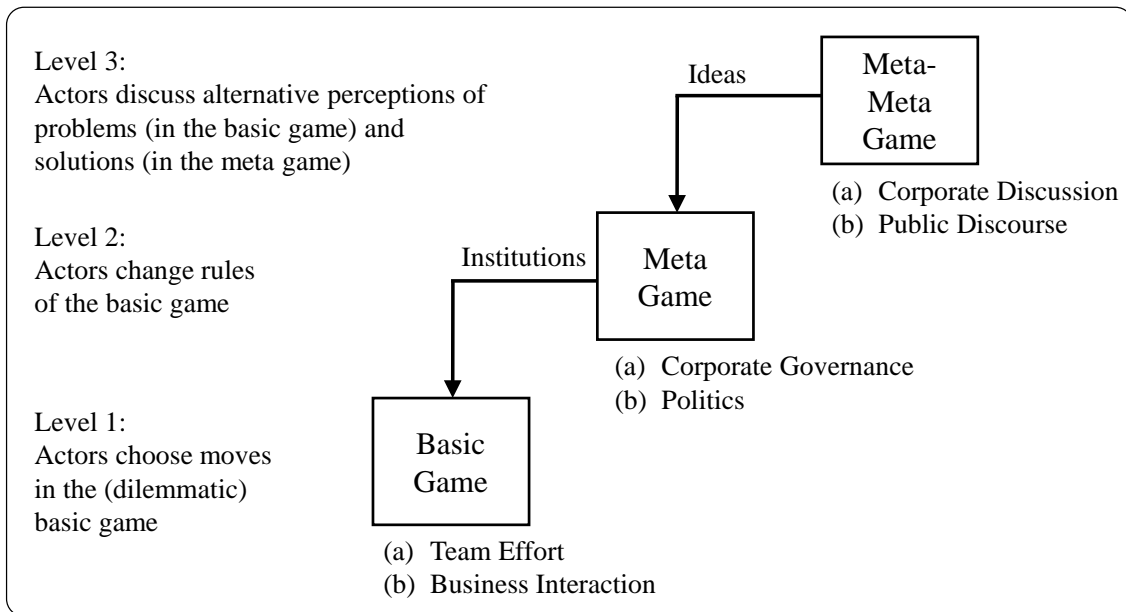 Level 3:
Actors discuss alternative perceptions of
problems (in the basic game) and
solutions (in the meta game)
Ideas
Meta-
Meta
Game
(a) Corporate Discussion
(b) Public Discourse
Level 2:
Actors change rules
of the basic game
Institutions
Meta
Game
(a) Corporate Governance
(b) Politics
Level 1:
Actors choose moves
in the (dilemmatic)
basic game
Basic
Game
(a) Team Effort
(b) Business Interaction